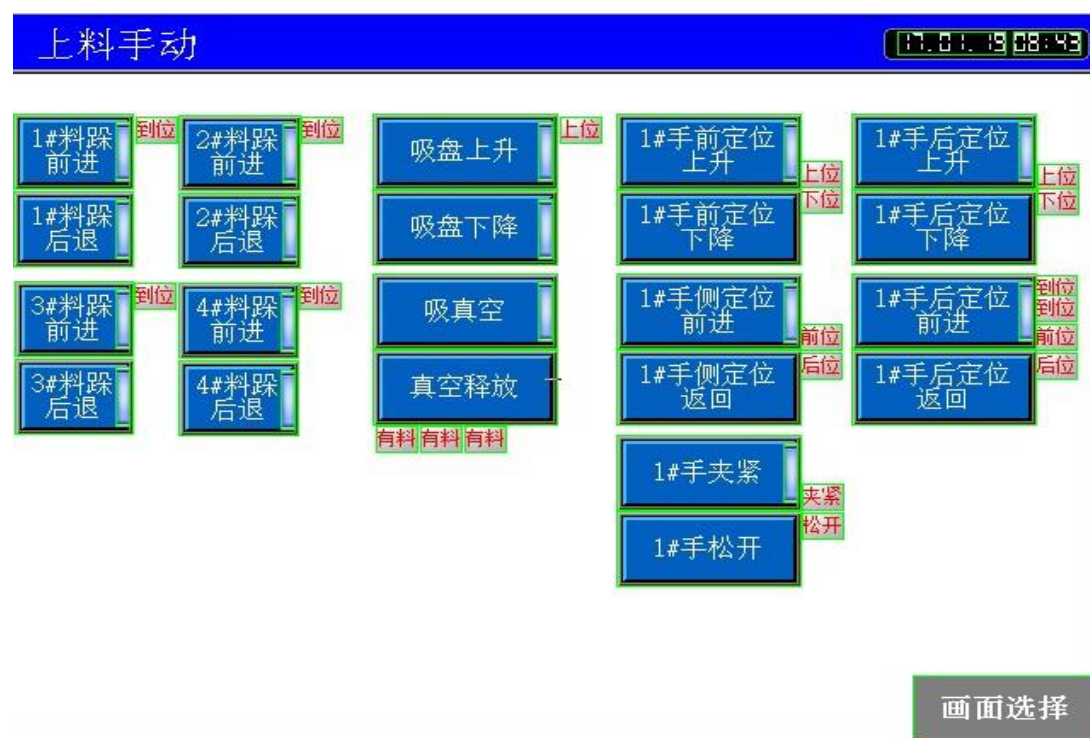 上料手动
17.01.19 08:43
1#料跺
前进
到位
2#料跺
前进
到位
1#料跺
后退
2#料跺
后退
3#料跺
前进
到位
4#料跺
前进
到位
3#料跺
后退
4#料跺
后退
吸盘上升
上位
吸盘下降
吸真空
真空释放
有料 有料 有料
1#手前定位
上升
上位
下位
1#手前定位
下降
1#手侧定位
前进
前位
后位
1#手侧定位
返回
1#手夹紧
夹紧
松开
1#手松开
1#手后定位
上升
上位
下位
1#手后定位
下降
1#手后定位
前进
到位
到位
前位
后位
1#手后定位
返回
画面选择